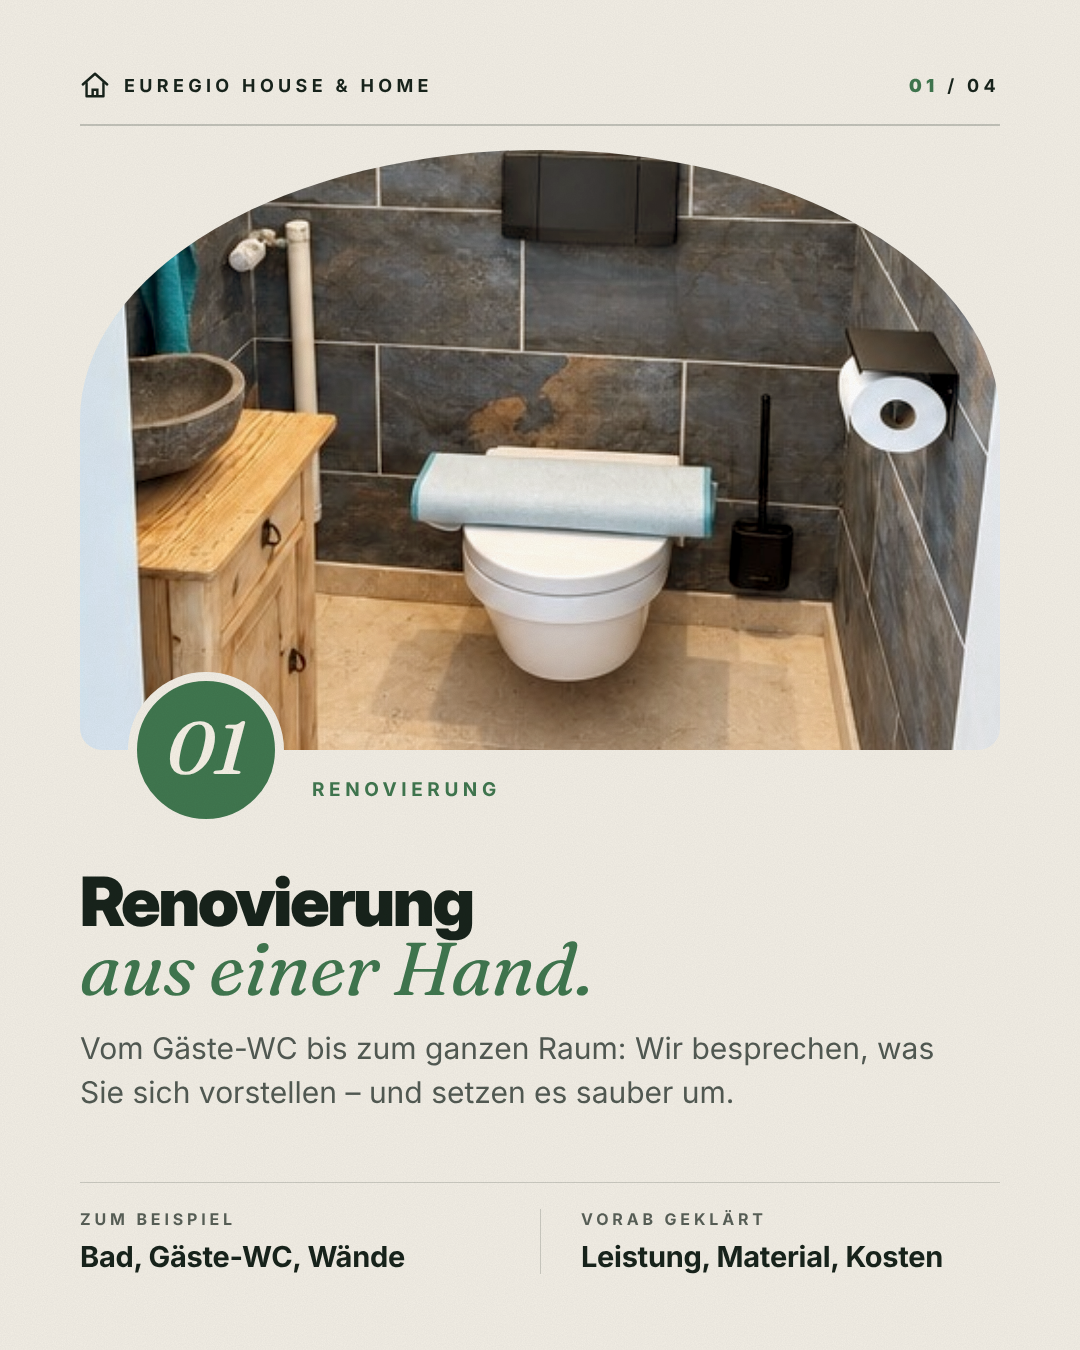 EUREGIO HOUSE & HOME
01 / 04
01
RENOVIERUNG
Renovierung
aus einer Hand.
Vom Gäste-WC bis zum ganzen Raum: Wir besprechen, was
Sie sich vorstellen – und setzen es sauber um.
ZUM BEISPIEL
Bad, Gäste-WC, Wände
VORAB GEKLÄRT
Leistung, Material, Kosten